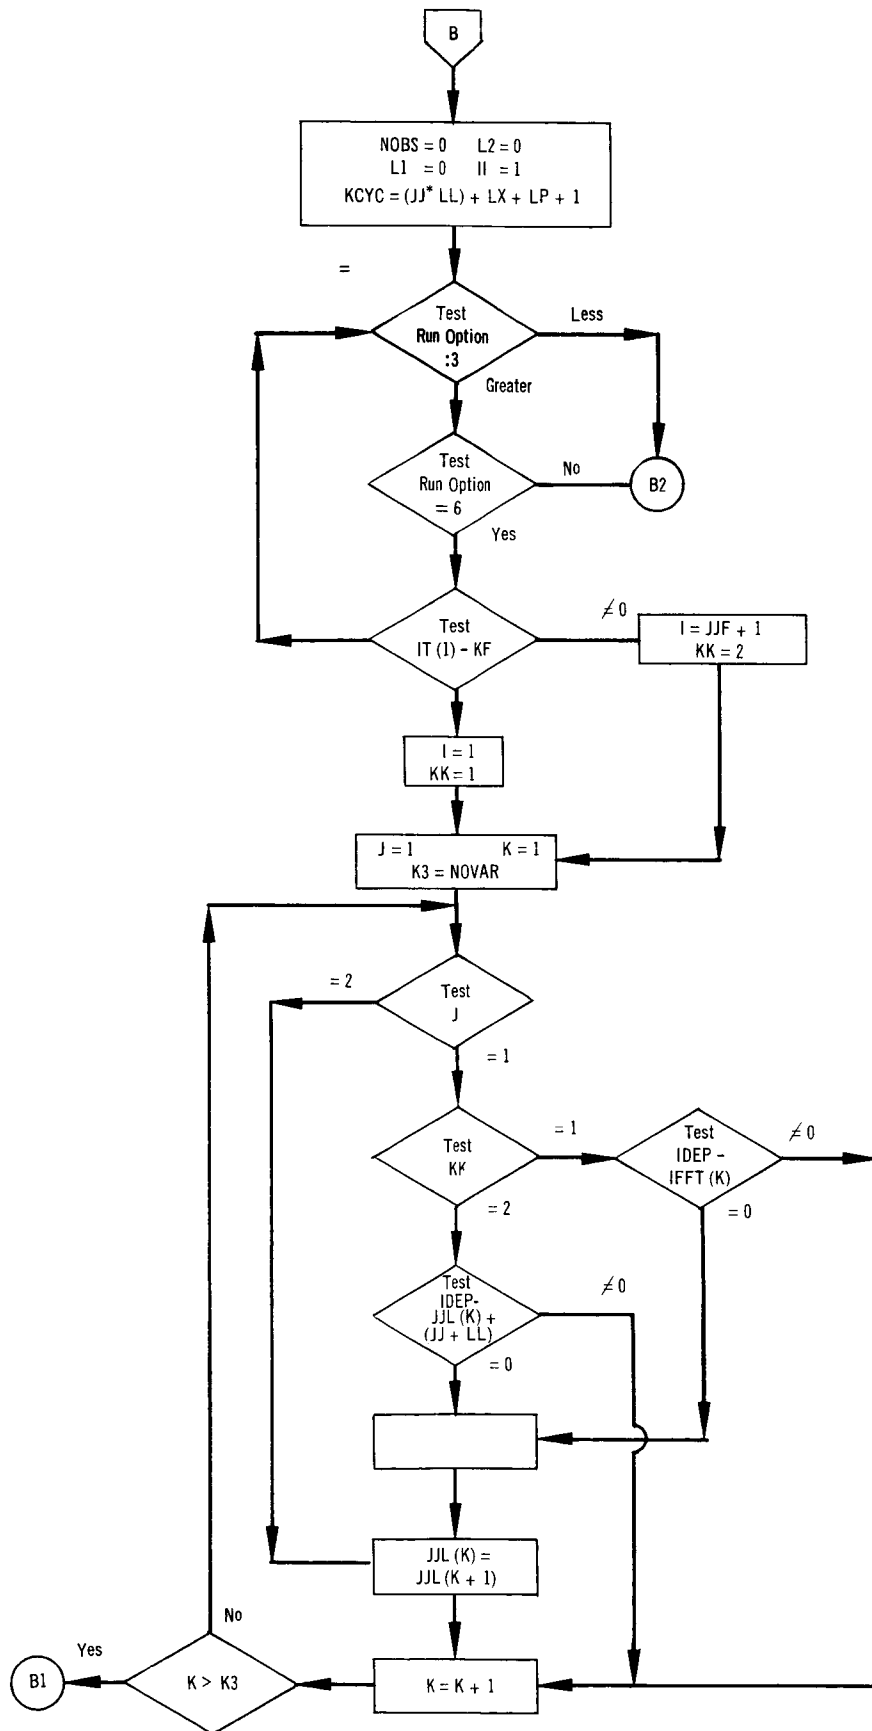 B
NOBS = 0 L2 = 0
L1 = 0 II = 1
KCYC = (JJ* LL) + LX + LP + 1
=
Test
Run Option
:3
Less
Greater
Test
Run Option
= 6
No
B2
Yes
Test
IT (1) - KF
≠0
I = JJF + 1
KK = 2
I = 1
KK = 1
J = 1 K = 1
K3 = NOVAR
Test
J
= 2
= 1
Test
KK
= 1
Test
IDEP -
IFFT (K)
≠0
= 2
= 0
Test
IDEP-
JJL (K) +
(JJ + LL)
≠0
= 0
JJL (K) =
JJL (K + 1)
No
Yes
B1
K > K3
K = K + 1